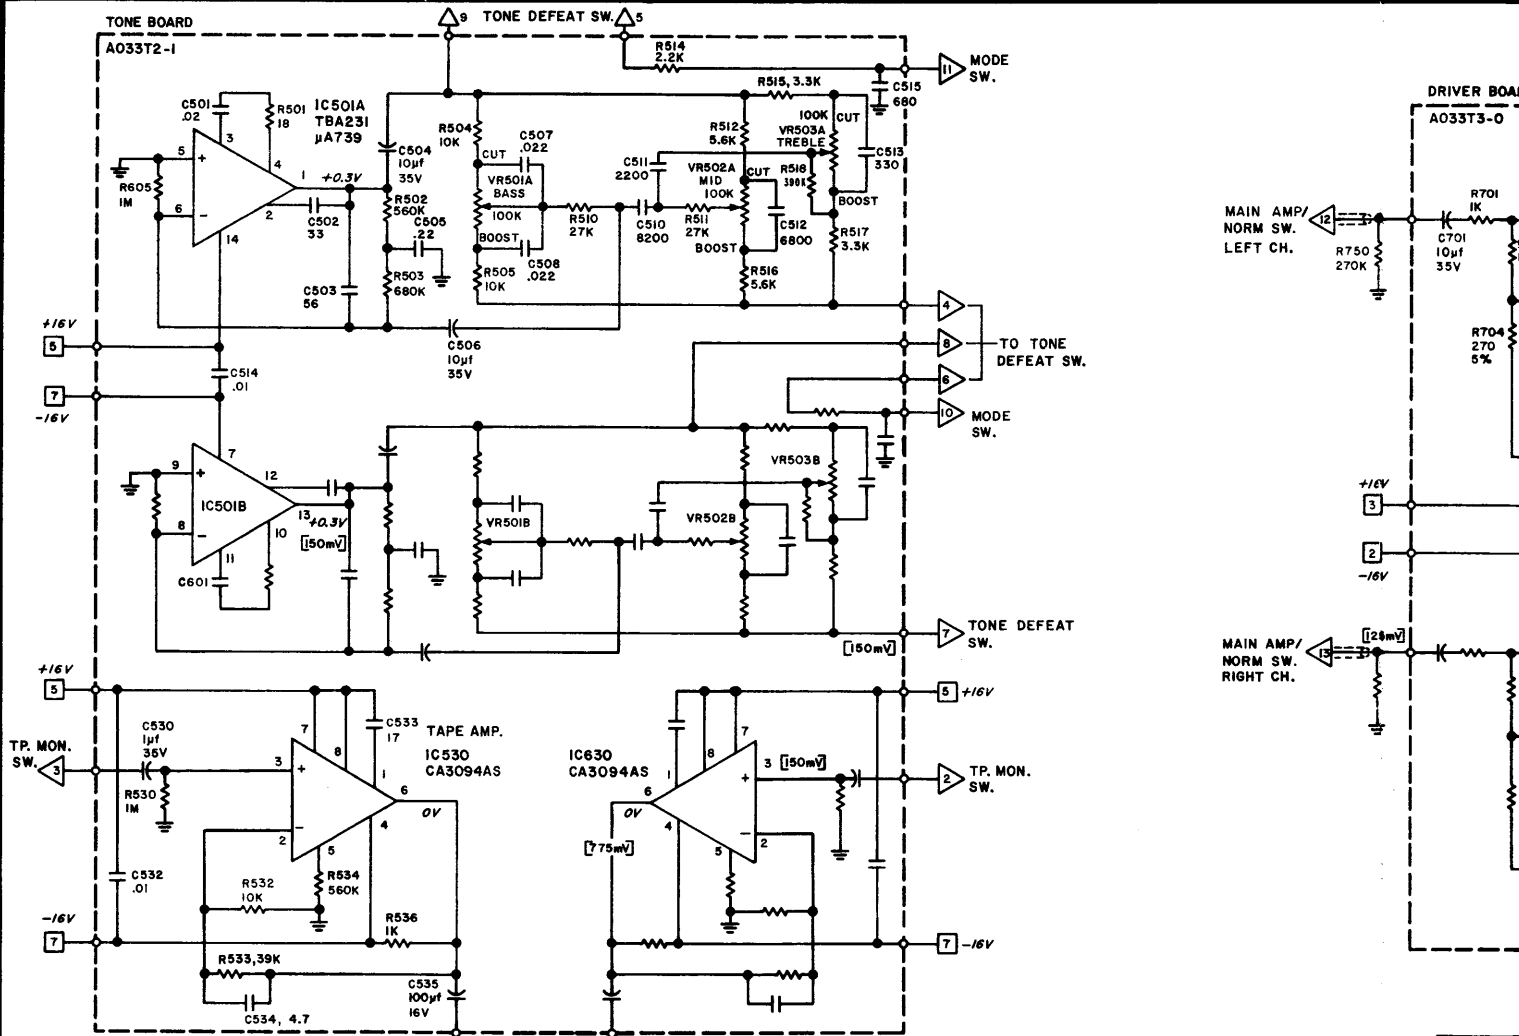 TONE BOARD
A033T2-1
9
TONE DEFEAT SW.
5
R514
2.2K
11
MODE
SW.
C515
680
C501
.02
R501
18
IC501A
TBA231
µA739
3
4
5
+
6
-
1
2
14
+0.3V
R605
1M
C502
33
C503
56
C504
10µf
35V
R502
560K
C505
.22
R503
680K
R504
10K
CUT
VR501A
BASS
100K
BOOST
R505
10K
C507
.022
C508
.022
R510
27K
C506
10µf
35V
C511
2200
C510
8200
R511
27K
R512
5.6K
VR502A
MID
100K
CUT
BOOST
C512
6800
R516
5.6K
R515, 3.3K
100K
CUT
VR503A
TREBLE
R518
390K
C513
330
BOOST
R517
3.3K
+16V
5
C514
.01
7
-16V
4
8
6
TO TONE
DEFEAT SW.
10
MODE
SW.
7
9
+
8
-
12
IC501B
13
+0.3V
10
[150mV]
11
C601
VR501B
VR502B
VR503B
7
TONE DEFEAT
SW.
[150mV]
+16V
5
C530
1µf
35V
TP. MON.
SW.
3
R530
1M
C532
.01
-16V
7
7
8
C533
17
TAPE AMP.
IC530
CA3094AS
3
+
1
6
OV
-
2
4
5
R534
560K
R532
10K
R536
1K
R533, 39K
C534, 4.7
C535
100µf
16V
5
+16V
IC630
CA3094AS
7
8
1
3
[150mV]
+
6
OV
4
-
2
5
[775mV]
2
TP. MON.
SW.
7
-16V
DRIVER BOA
A033T3-0
MAIN AMP/
NORM SW.
LEFT CH.
12
R750
270K
C701
10µf
35V
R701
1K
R704
270
5%
+16V
3
2
-16V
MAIN AMP/
NORM SW.
RIGHT CH.
13
[125mV]